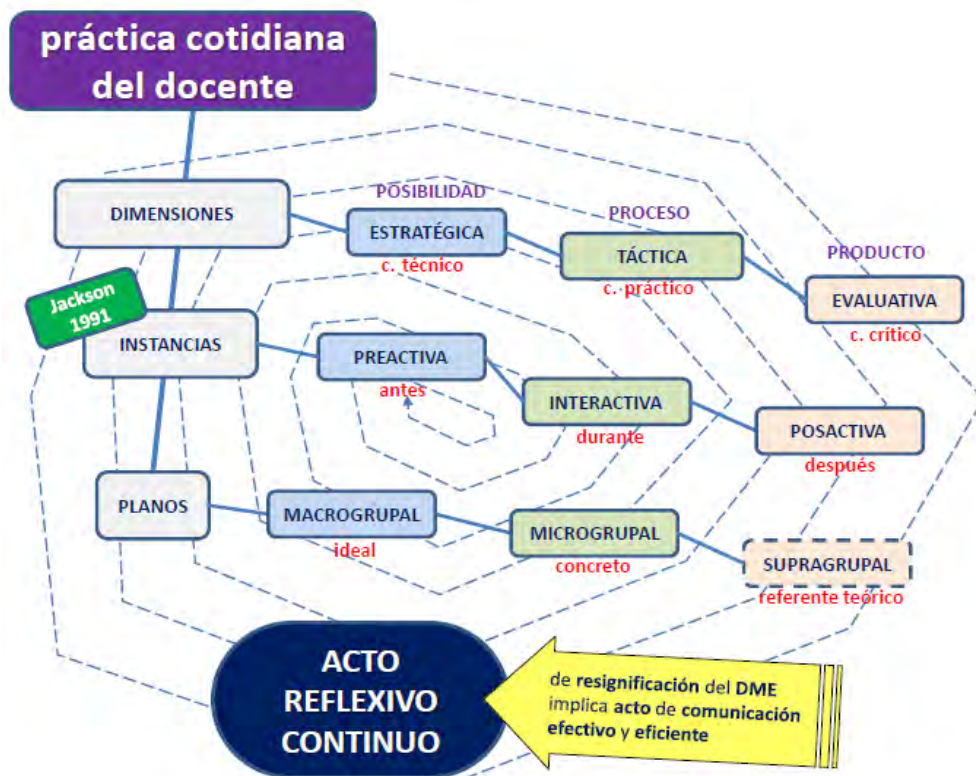 práctica cotidiana
del docente
DIMENSIONES
POSIBILIDAD
ESTRATÉGICA
c. técnico
PROCESO
TÁCTICA
c. práctico
PRODUCTO
EVALUATIVA
c. crítico
Jackson
1991
INSTANCIAS
PREACTIVA
antes
INTERACTIVA
durante
POSACTIVA
después
PLANOS
MACROGRUPAL
ideal
MICROGRUPAL
concreto
SUPRAGRUPAL
referente teórico
ACTO
REFLEXIVO
CONTINUO
de resignificación del DME
implica acto de comunicación
efectivo y eficiente